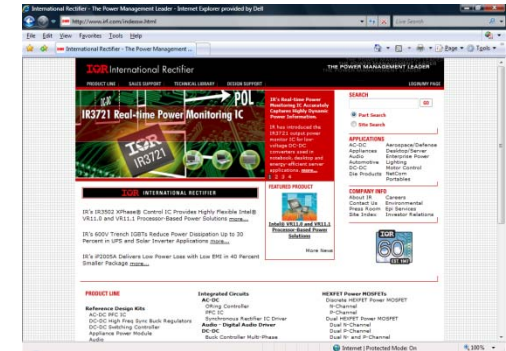 International Rectifier - The Power Management Leader - Internet Explorer provided by Dell
http://www.irf.com/indexsw.html
Live Search
File Edit View Favorites Tools Help
International Rectifier - The Power Management ...
Page Tools
IOR International Rectifier
THE POWER MANAGEMENT LEADER
PRODUCT LINE SALES SUPPORT TECHNICAL LIBRARY DESIGN SUPPORT
POL
IR3721 Real-time Power Monitoring IC
IOR
IR3721
IR's Real-time Power
Monitoring IC Accurately
Captures Highly Dynamic
Power Information.
IR has introduced the
IR3721 output power
monitor IC for low-
voltage DC-DC
converters used in
notebook, desktop and
energy-efficient server
applications. more...
1 2 3 4
SEARCH
GO
Part Search
Site Search
APPLICATIONS
AC-DC Aerospace/Defense
Appliances Desktop/Server
Audio Enterprise Power
Automotive Lighting
DC-DC Motor Control
Die Products NetCom
Portables
COMPANY INFO
About IR Careers
Contact Us Environmental
Press Room Epi Services
Site Index Investor Relations
IOR
60
EST. 1947
IOR INTERNATIONAL RECTIFIER
IR's IR3502 XPhase® Control IC Provides Highly Flexible Intel®
VR11.0 and VR11.1 Processor-Based Power Solutions more...
IR's 600V Trench IGBTs Reduce Power Dissipation Up to 30
Percent in UPS and Solar Inverter Applications more...
IR's iP2005A Delivers Low Power Loss with Low EMI in 40 Percent
Smaller Package more...
FEATURED PRODUCT
Intel® VR11.0 and VR11.1
Processor-Based Power
Solutions
More News
PRODUCT LINE
Reference Design Kits
AC-DC PFC IC
DC-DC High Freq Sync Buck Regulators
DC-DC Switching Controller
Appliance Power Module
Audio
Integrated Circuits
AC-DC
ORing Controller
PFC IC
Synchronous Rectifier IC Driver
Audio - Digital Audio Driver
DC-DC
Buck Controller Multi-Phase
HEXFET Power MOSFETs
Discrete HEXFET Power MOSFET
N-Channel
P-Channel
Dual HEXFET Power MOSFET
Dual N-Channel
Dual P-Channel
Dual N- and P-Channel
Internet | Protected Mode: On
100%